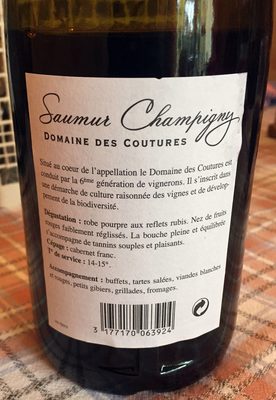 Saumur Champigny
DOMAINE DES COUTURES
Situé au coeur de l'appellation le Domaine des Coutures est
conduit par la 6ème génération de vignerons. Il s'inscrit dans
une démarche de culture raisonnée des vignes et de dévelop-
pement de la biodiversité.
Dégustation : robe pourpre aux reflets rubis. Nez de fruits
rouges faiblement réglissés. La bouche pleine et équilibrée
s'accompagne de tannins souples et plaisants.
Cépage : cabernet franc.
T° de service : 14-15°.
Accompagnement : buffets, tartes salées, viandes blanches
et rouges, petits gibiers, grillades, fromages.
3 177170 063924